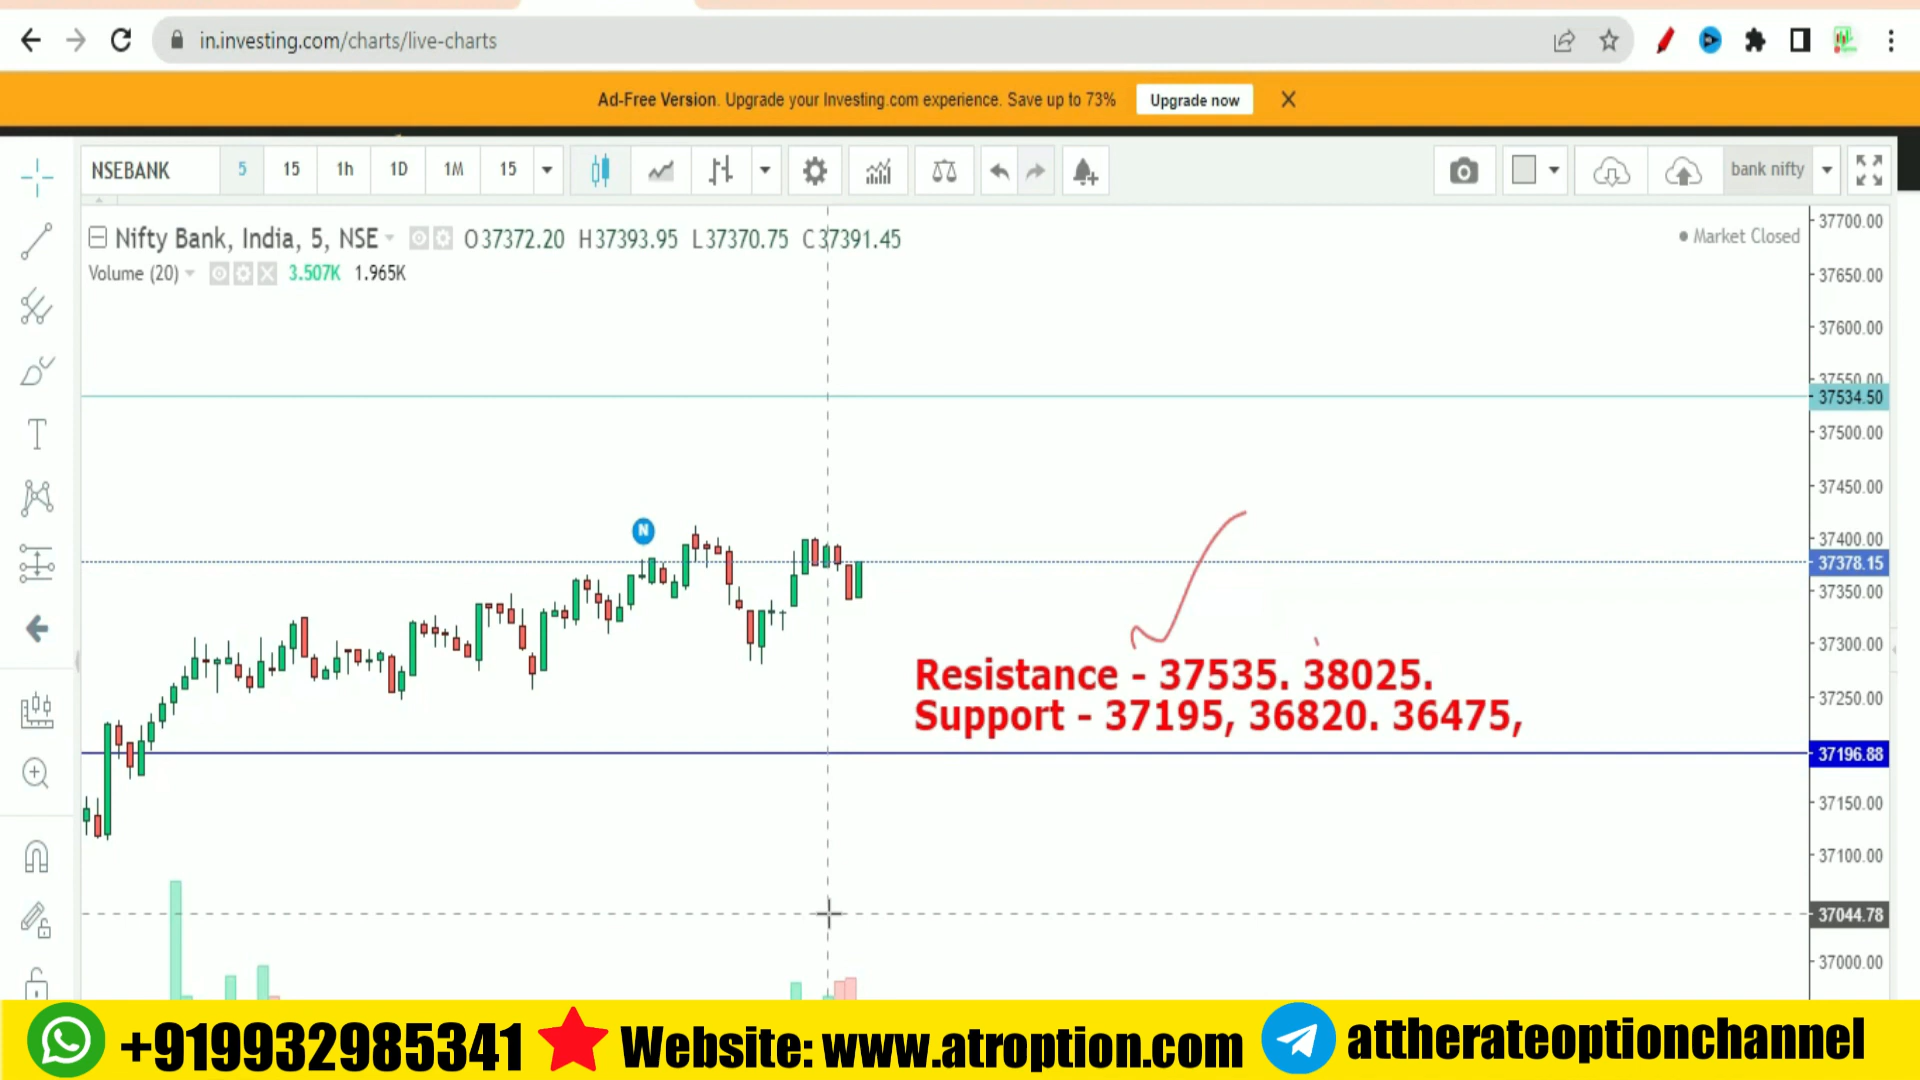 in.investing.com/charts/live-charts
Ad-Free Version. Upgrade your Investing.com experience. Save up to 73% Upgrade now
NSEBANK 5 15 1h 1D 1M 15 bank nifty
Nifty Bank, India, 5, NSE O37372.20 H37393.95 L37370.75 C37391.45
Market Closed
Volume (20) 3.507K 1.965K
N
37700.00
37650.00
37600.00
37550.00
37534.50
37500.00
37450.00
37400.00
37378.15
37350.00
37300.00
37250.00
37196.88
37150.00
37100.00
37044.78
37000.00
Resistance - 37535. 38025.
Support - 37195, 36820. 36475,
+919932985341 Website: www.atroption.com attherateoptionchannel